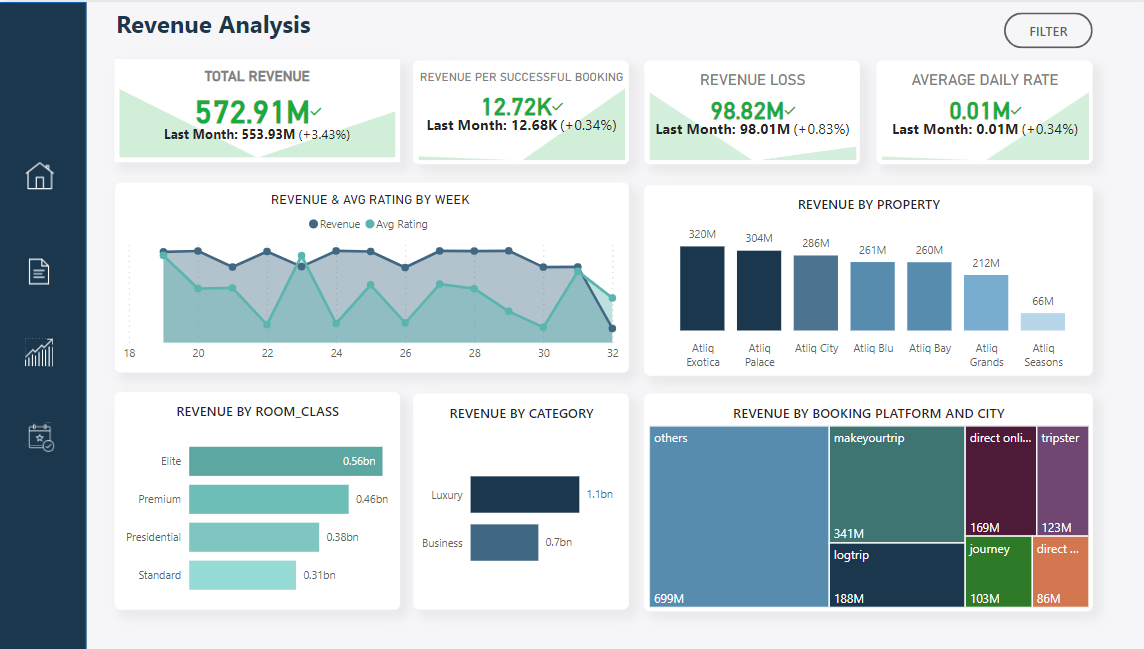 Revenue Analysis
FILTER
TOTAL REVENUE
572.91M
Last Month: 553.93M (+3.43%)
REVENUE PER SUCCESSFUL BOOKING
12.72K
Last Month: 12.68K (+0.34%)
REVENUE LOSS
98.82M
Last Month: 98.01M (+0.83%)
AVERAGE DAILY RATE
0.01M
Last Month: 0.01M (+0.34%)
REVENUE & AVG RATING BY WEEK
Revenue Avg Rating
18 20 22 24 26 28 30 32
REVENUE BY PROPERTY
320M 304M 286M 261M 260M 212M 66M
Atliq Exotica
Atliq Palace
Atliq City
Atliq Blu
Atliq Bay
Atliq Grands
Atliq Seasons
REVENUE BY ROOM_CLASS
Elite 0.56bn
Premium 0.46bn
Presidential 0.38bn
Standard 0.31bn
REVENUE BY CATEGORY
Luxury 1.1bn
Business 0.7bn
REVENUE BY BOOKING PLATFORM AND CITY
others
699M
makeyourtrip
341M
logtrip
188M
direct onli...
169M
tripster
123M
journey
103M
direct ...
86M